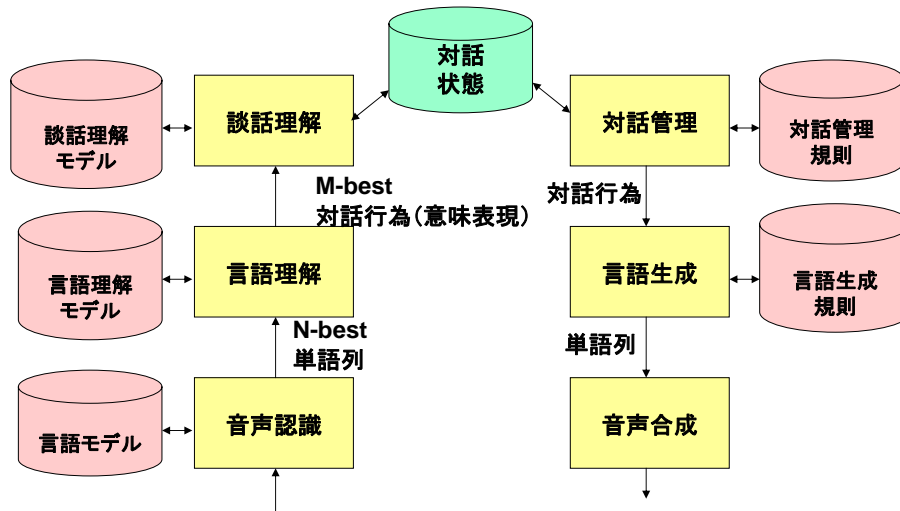 対話
状態
談話理解
モデル
談話理解
対話管理
対話管理
規則
M-best
対話行為（意味表現）
対話行為
言語理解
モデル
言語理解
言語生成
言語生成
規則
N-best
単語列
単語列
言語モデル
音声認識
音声合成